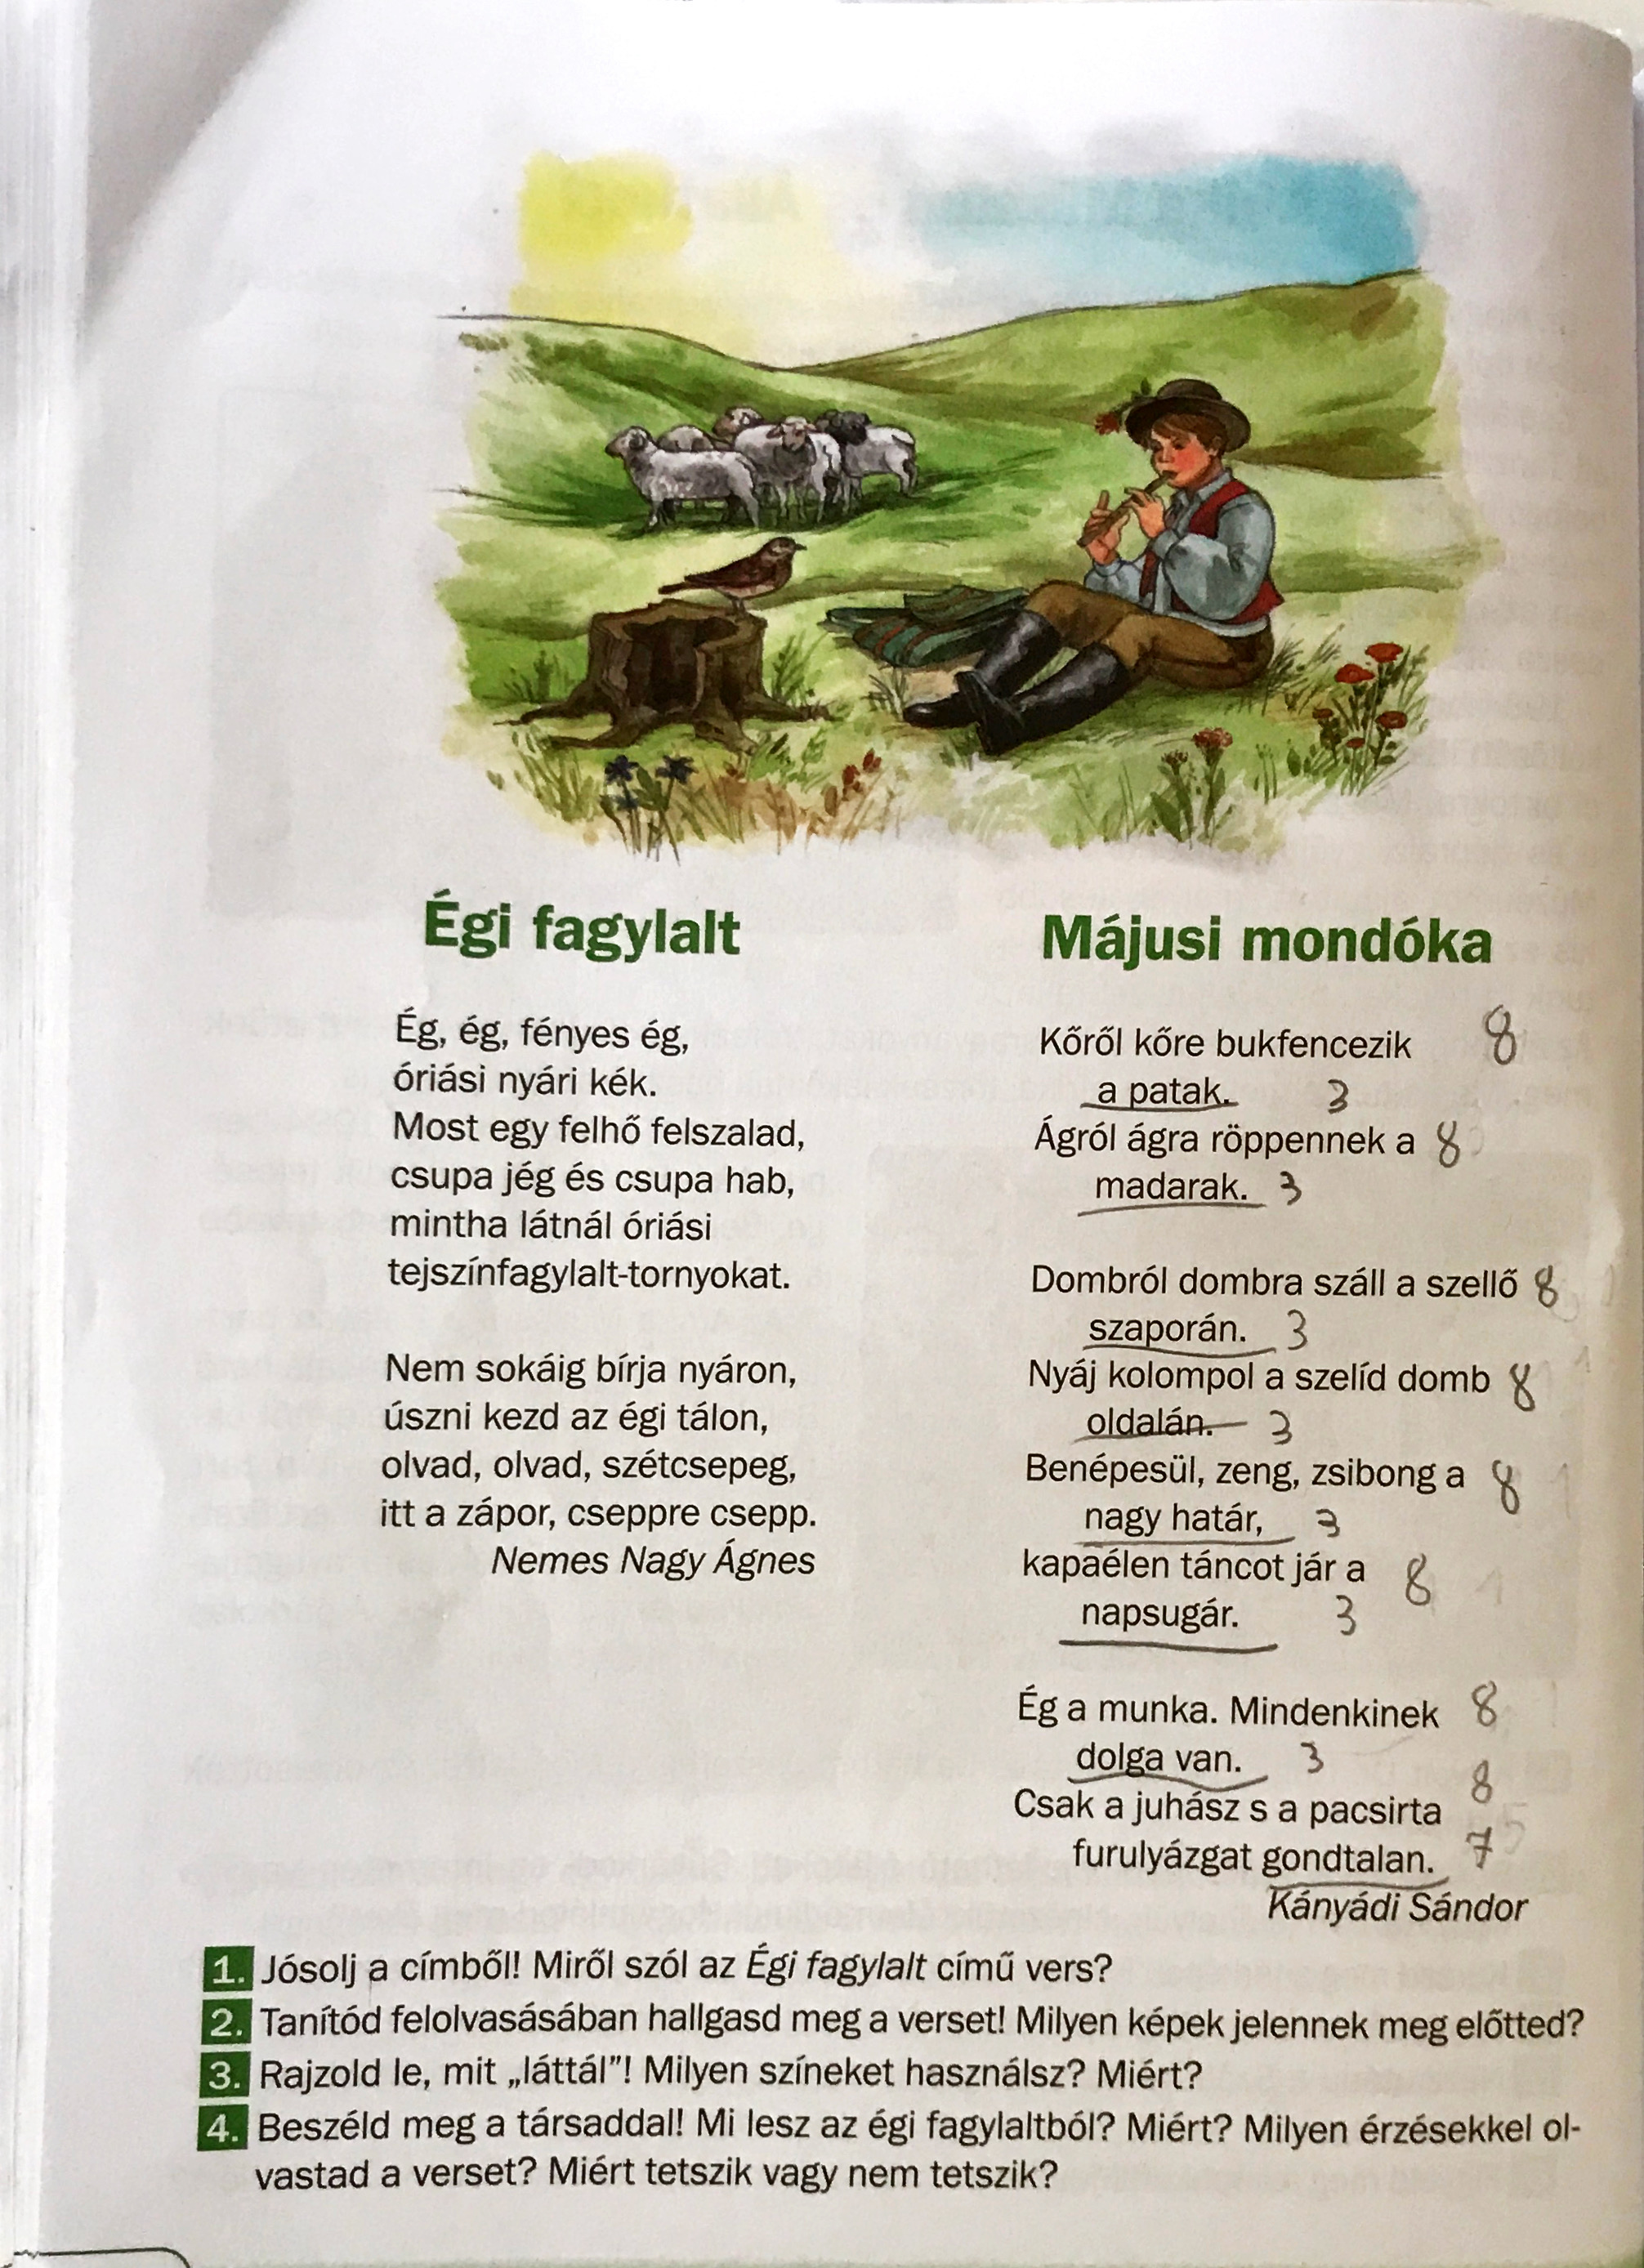 Égi fagylalt
Ég, ég, fényes ég,
óriási nyári kék.
Most egy felhő felszalad,
csupa jég és csupa hab,
mintha látnál óriási
tejszínfagylalt-tornyokat.
Nem sokáig bírja nyáron,
úszni kezd az égi tálon,
olvad, olvad, szétcsepeg,
itt a zápor, cseppre csepp.
Nemes Nagy Ágnes
Májusi mondóka
Kőről kőre bukfencezik 8
a patak. 3
Ágról ágra röppennek a 8
madarak. 3
Dombról dombra száll a szellő 8
szaporán. 3
Nyáj kolompol a szelíd domb 8
oldalán. 3
Benépesül, zeng, zsibong a 8
nagy határ, 3
kapaélen táncot jár a 8
napsugár. 3
Ég a munka. Mindenkinek 8
dolga van. 3
Csak a juhász s a pacsirta 8
furulyázgat gondtalan. 7
Kányádi Sándor
1. Jósolj a címből! Miről szól az Égi fagylalt című vers?
2. Tanítód felolvasásában hallgasd meg a verset! Milyen képek jelennek meg előtted?
3. Rajzold le, mit „láttál”! Milyen színeket használsz? Miért?
4. Beszéld meg a társaddal! Mi lesz az égi fagylaltból? Miért? Milyen érzésekkel ol-
vastad a verset? Miért tetszik vagy nem tetszik?